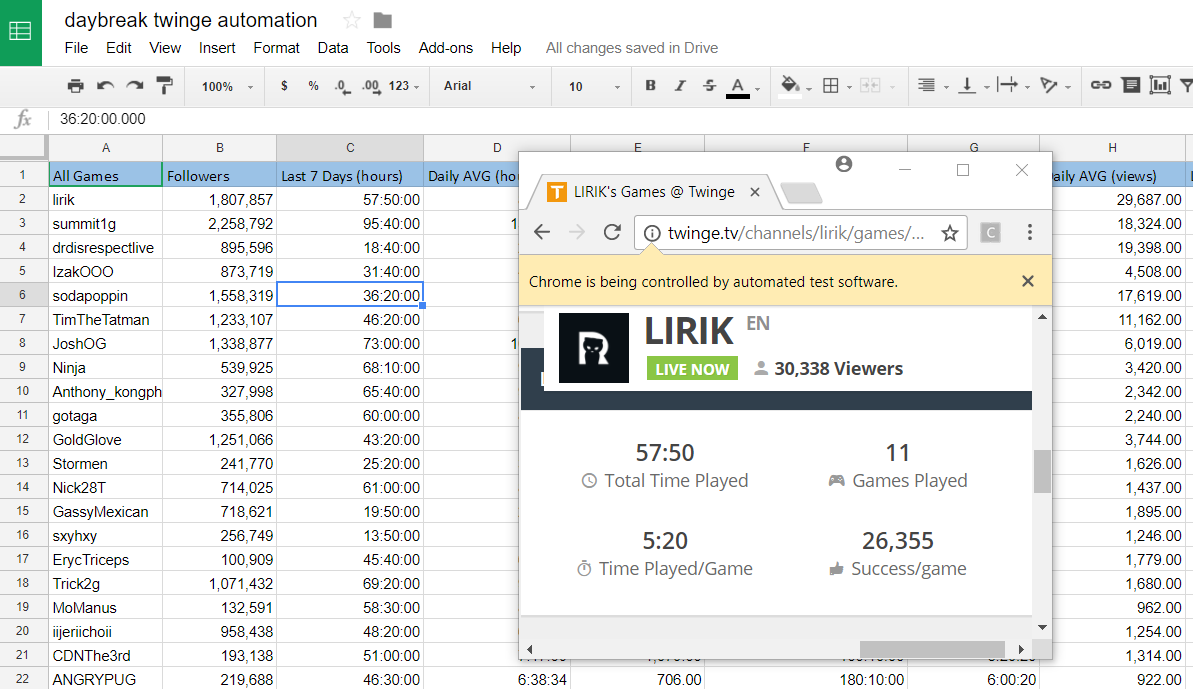 daybreak twinge automation
File Edit View Insert Format Data Tools Add-ons Help All changes saved in Drive
100% $ % .0 .00 123 Arial 10 B I S A
fx 36:20:00.000
A B C D E F G H
1 All Games Followers Last 7 Days (hours) Daily AVG (hou Daily AVG (views)
2 lirik 1,807,857 57:50:00 29,687.00
3 summit1g 2,258,792 95:40:00 1 18,324.00
4 drdisrespectlive 895,596 18:40:00 19,398.00
5 IzakOOO 873,719 31:40:00 4,508.00
6 sodapoppin 1,558,319 36:20:00 17,619.00
7 TimTheTatman 1,233,107 46:20:00 11,162.00
8 JoshOG 1,338,877 73:00:00 1 6,019.00
9 Ninja 539,925 68:10:00 3,420.00
10 Anthony_kongph 327,998 65:40:00 2,342.00
11 gotaga 355,806 60:00:00 2,240.00
12 GoldGlove 1,251,066 43:20:00 3,744.00
13 Stormen 241,770 25:20:00 1,626.00
14 Nick28T 714,025 61:00:00 1,437.00
15 GassyMexican 718,621 19:50:00 1,895.00
16 sxyhxy 256,749 13:50:00 1,246.00
17 ErycTriceps 100,909 45:40:00 1,779.00
18 Trick2g 1,071,432 69:20:00 1,680.00
19 MoManus 132,591 58:30:00 962.00
20 iijeriichoii 958,438 48:20:00 1,254.00
21 CDNThe3rd 193,138 51:00:00 1,314.00
22 ANGRYPUG 219,688 46:30:00 6:38:34 706.00 180:10:00 6:00:20 922.00
T LIRIK's Games @ Twinge
twinge.tv/channels/lirik/games/... C
Chrome is being controlled by automated test software.
LIRIK EN
LIVE NOW 30,338 Viewers
57:50 11
Total Time Played Games Played
5:20 26,355
Time Played/Game Success/game